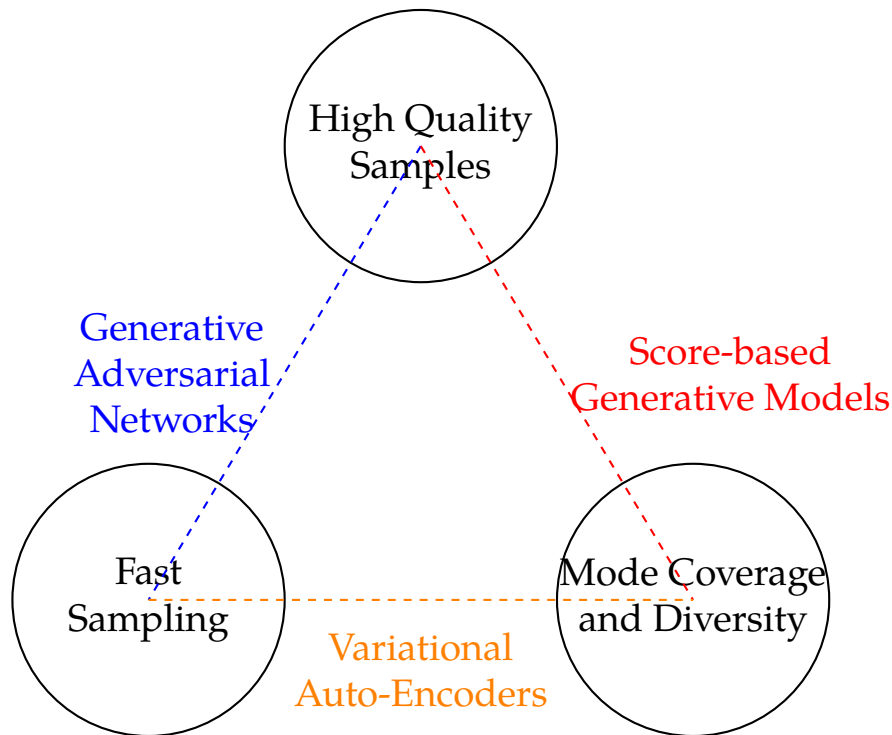 High Quality
Samples
Generative
Adversarial
Networks
Score-based
Generative Models
Fast
Sampling
Mode Coverage
and Diversity
Variational
Auto-Encoders